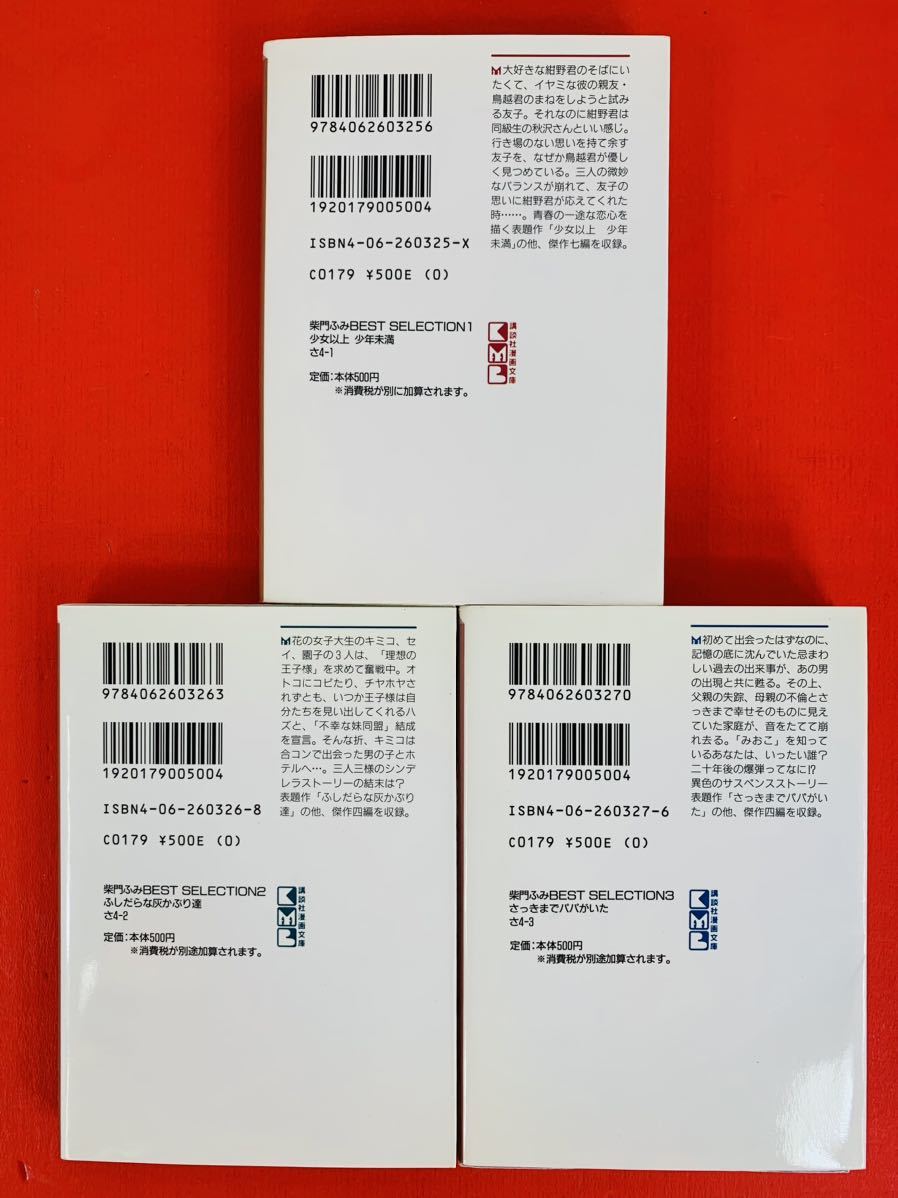 9784062603256
1920179005004
ISBN4-06-260325-X
C0179 ¥500E (0)
柴門ふみBEST SELECTION1
少女以上 少年未満
さ4-1
定価:本体500円
※消費税が別に加算されます。
講談社漫画文庫
KMB
M大好きな紺野君のそばにい
たくて、イヤミな彼の親友・
鳥越君のまねをしようと試み
る友子。それなのに紺野君は
同級生の秋沢さんといい感じ。
行き場のない思いを持て余す
友子を、なぜか鳥越君が優し
く見つめている。三人の微妙
なバランスが崩れて、友子の
思いに紺野君が応えてくれた
時……。青春の一途な恋心を
描く表題作「少女以上 少年
未満」の他、傑作七編を収録。
9784062603263
1920179005004
ISBN4-06-260326-8
C0179 ¥500E (0)
柴門ふみBEST SELECTION2
ふしだらな灰かぶり達
さ4-2
定価:本体500円
※消費税が別途加算されます。
講談社漫画文庫
KMB
M花の女子大生のキミコ、セ
イ、園子の3人は、「理想の
王子様」を求めて奮戦中。オ
トコにコビたり、チヤホヤさ
れずとも、いつか王子様は自
分たちを見い出してくれるハ
ズと、「不幸な妹同盟」結成
を宣言。そんな折、キミコは
合コンで出会った男の子とホ
テルへ…。三人三様のシンデ
レラストーリーの結末は?
表題作「ふしだらな灰かぶり
達」の他、傑作四編を収録。
9784062603270
1920179005004
ISBN4-06-260327-6
C0179 ¥500E (0)
柴門ふみBEST SELECTION3
さっきまでパパがいた
さ4-3
定価:本体500円
※消費税が別途加算されます。
講談社漫画文庫
KMB
M初めて出会ったはずなのに、
記憶の底に沈んでいた忌まわ
しい過去の出来事が、あの男
の出現と共に甦る。その上、
父親の失踪、母親の不倫とさ
っきまで幸せそのものに見え
ていた家庭が、音をたてて崩
れ去る。「みおこ」を知って
いるあなたは、いったい誰?
二十年後の爆弾ってなに!?
異色のサスペンスストーリー
表題作「さっきまでパパがい
た」の他、傑作四編を収録。